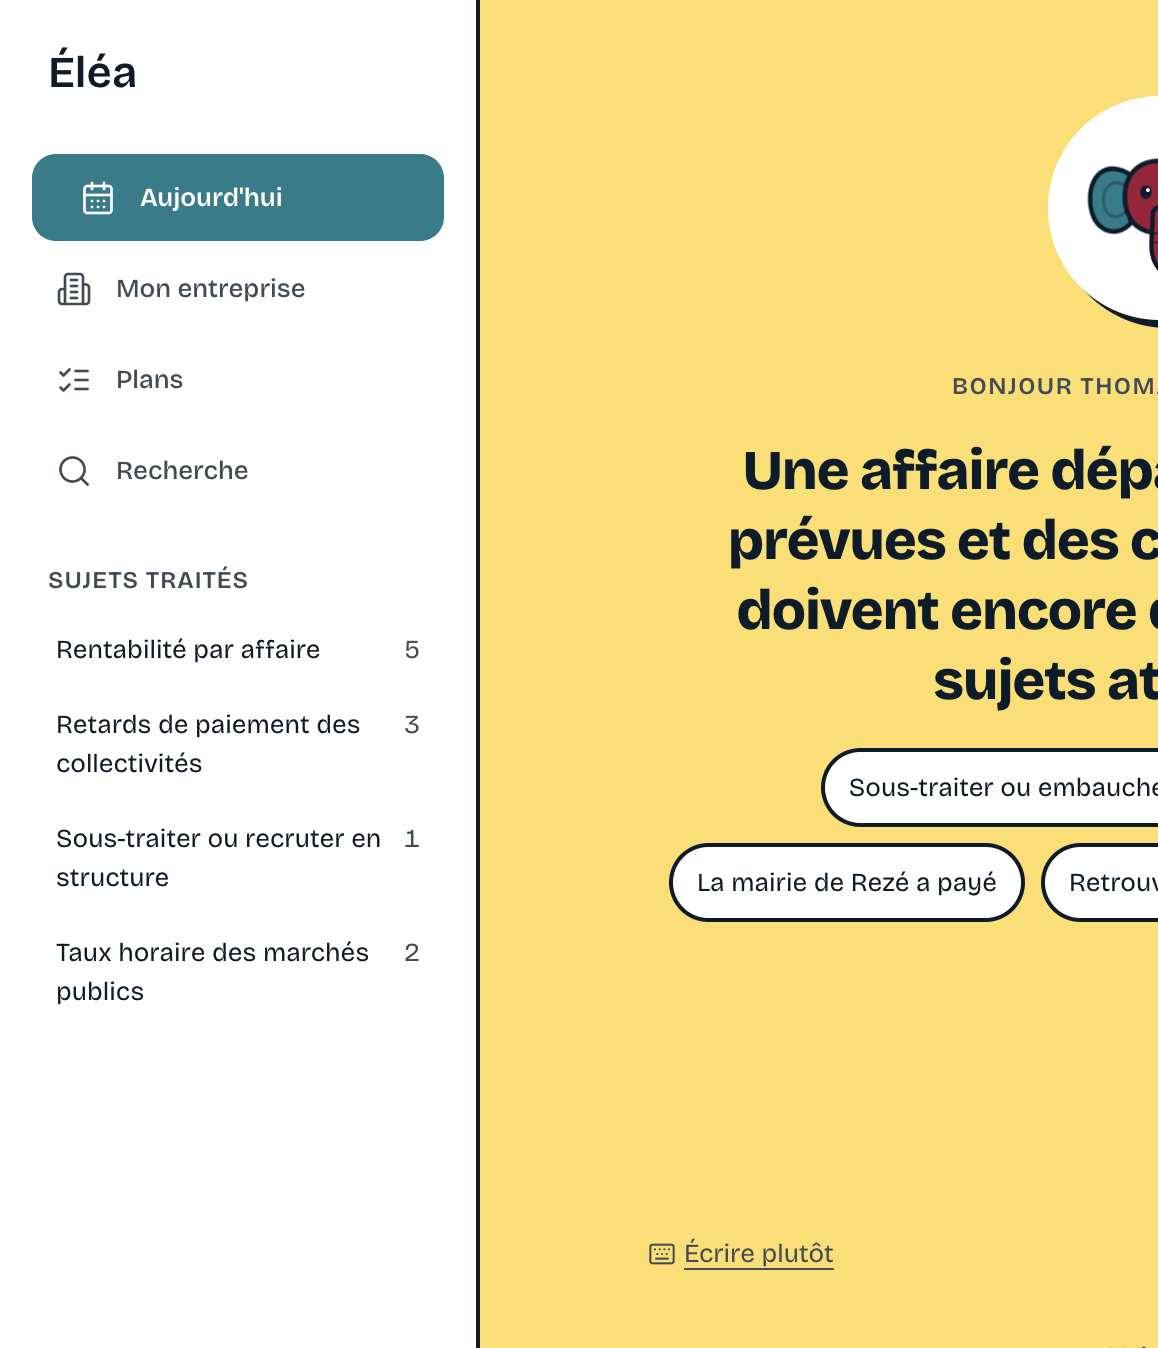 Éléa
Aujourd'hui
Mon entreprise
Plans
Recherche
SUJETS TRAITÉS
Rentabilité par affaire 5
Retards de paiement des 3
collectivités
Sous-traiter ou recruter en 1
structure
Taux horaire des marchés 2
publics
BONJOUR
Une affaire
prévues et des
doivent encore
sujets
Sous-traiter ou
La mairie de Rezé a payé
Écrire plutôt